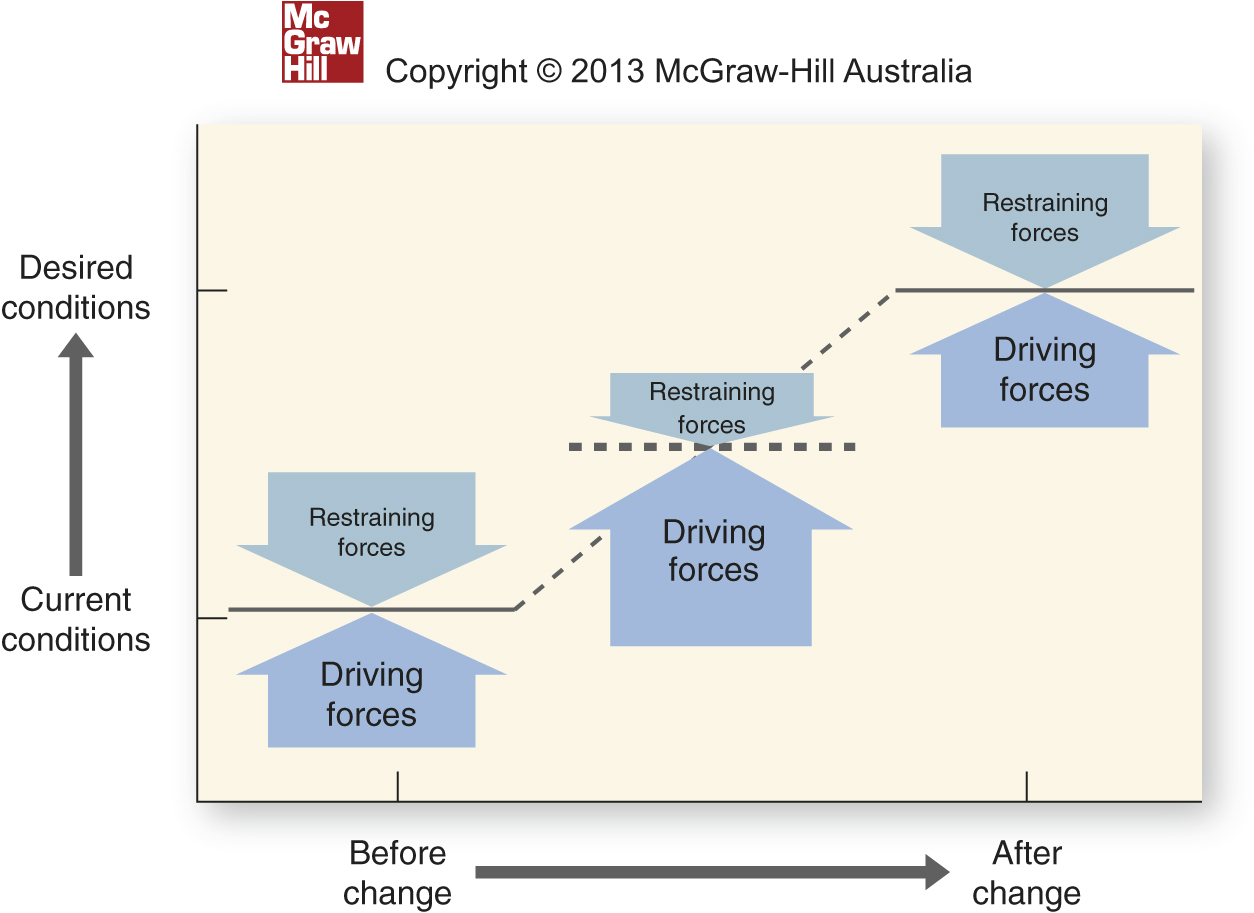 Mc
Graw
Hill
Copyright © 2013 McGraw-Hill Australia
Restraining
forces
Desired
conditions
Driving
forces
Restraining
forces
Restraining
forces
Driving
forces
Current
conditions
Driving
forces
Before
change
After
change